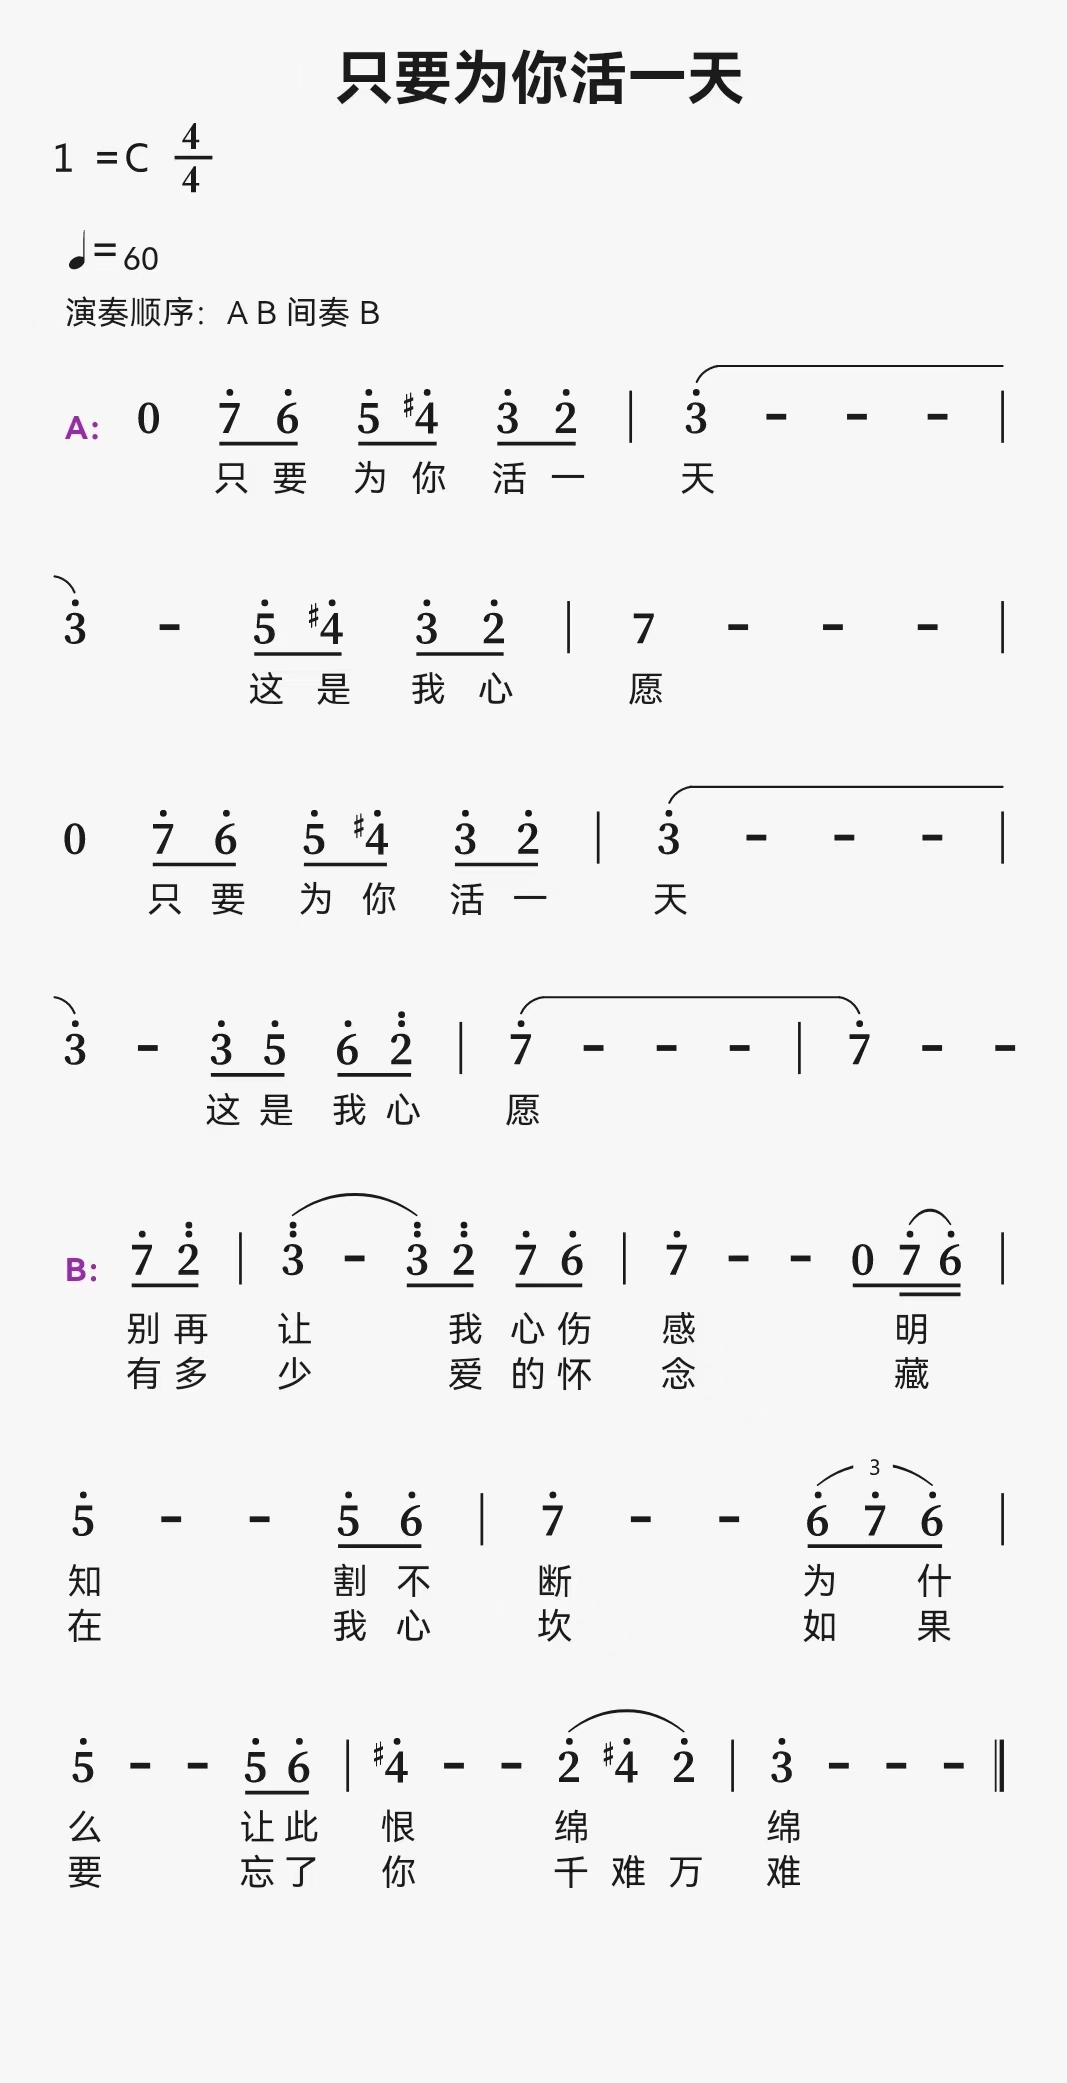 只要为你活一天
1 =C 4/4
♩=60
演奏顺序: A B 间奏 B
A: 0 7̇ 6̇ 5̇ #4̇ 3̇ 2̇ | 3̇ - - - |
只 要 为 你 活 一 天
3̇ - 5̇ #4̇ 3̇ 2̇ | 7 - - - |
这 是 我 心 愿
0 7̇ 6̇ 5̇ #4̇ 3̇ 2̇ | 3̇ - - - |
只 要 为 你 活 一 天
3̇ - 3̇ 5̇ 6̇ 2̈ | 7̇ - - - | 7̇ - -
这 是 我 心 愿
B: 7̇ 2̈ | 3̈ - 3̈ 2̈ 7̇ 6̇ | 7̇ - - 0 7̇ 6̇ |
别 再 让 我 心 伤 感 明
有 多 少 爱 的 怀 念 藏
3
5̇ - - 5̇ 6̇ | 7̇ - - 6̇ 7̇ 6̇ |
知 割 不 断 为 什
在 我 心 坎 如 果
5̇ - - 5̇ 6̇ | #4̇ - - 2̇ #4̇ 2̇ | 3̇ - - - ‖
么 让 此 恨 绵 绵
要 忘 了 你 千 难 万 难